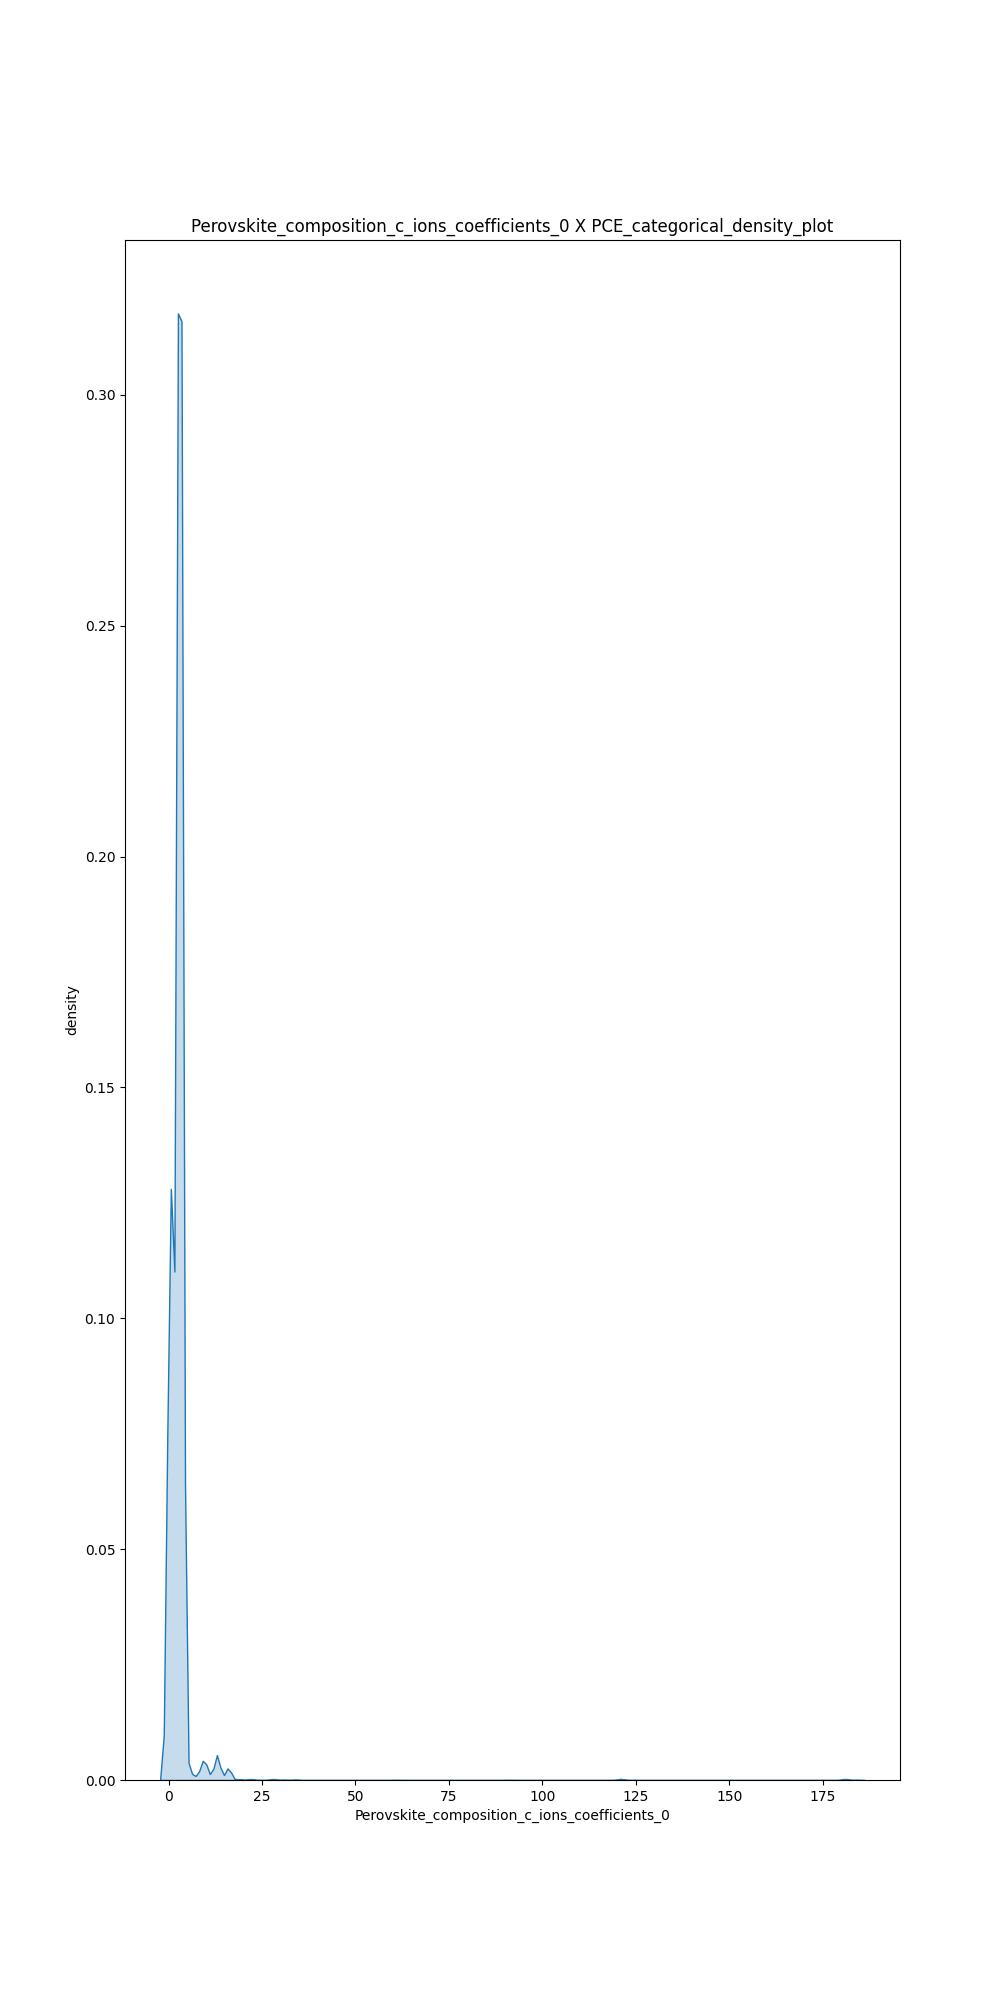 Perovskite_composition_c_ions_coefficients_0 X PCE_categorical_density_plot
0.30
0.25
0.20
0.15
0.10
0.05
0.00
density
0 25 50 75 100 125 150 175
Perovskite_composition_c_ions_coefficients_0